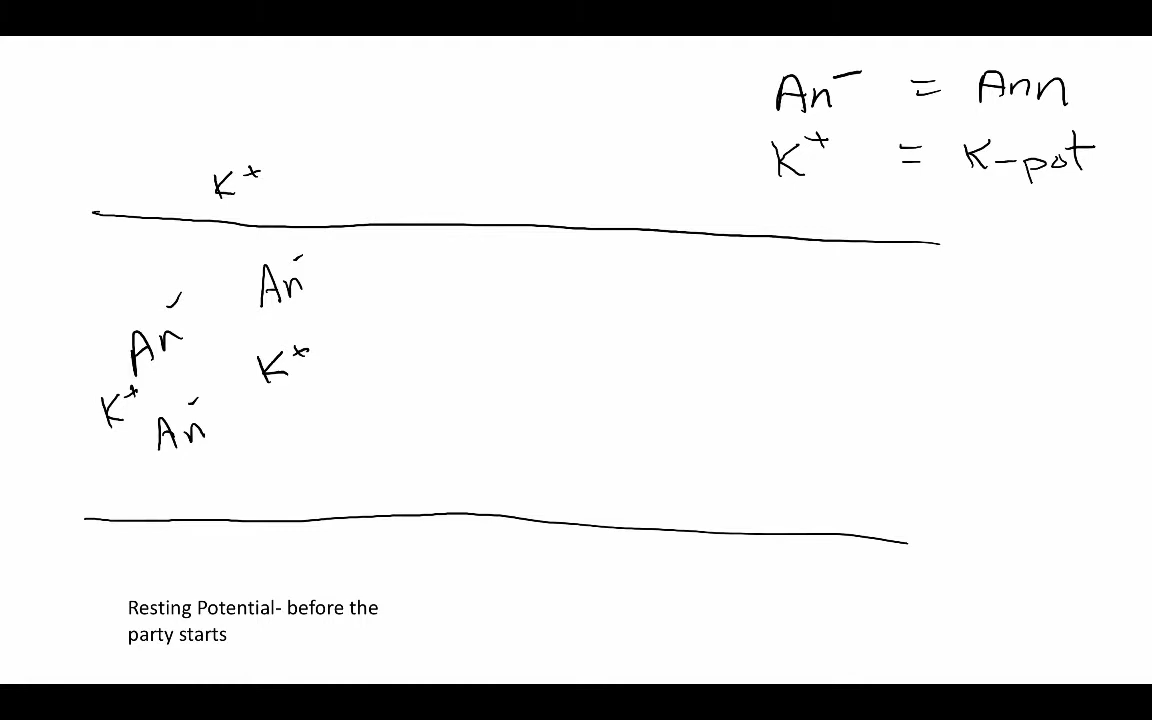 An⁻ = Ann
K⁺ = K-pot
K⁺
An⁻
An⁻
K⁺
K⁺
An⁻
Resting Potential- before the
party starts